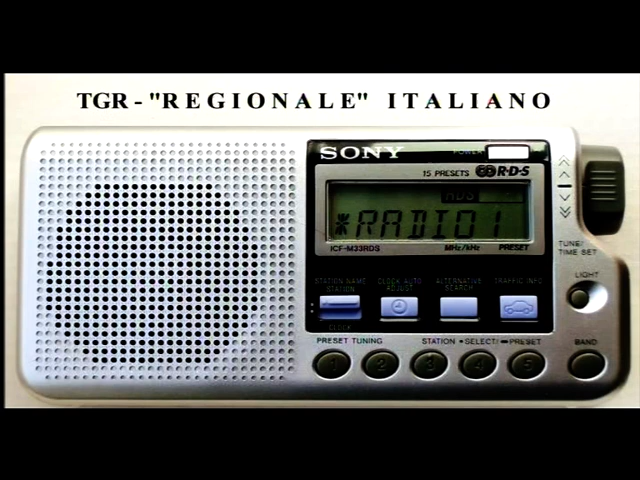 TGR - "REGIONALE" ITALIANO
SONY
POWER
15 PRESETS RDS
RDS
*RADIO1
ICF-M33RDS MHz/kHz PRESET
TUNE/
TIME SET
STATION NAME CLOCK AUTO ALTERNATIVE TRAFFIC INFO
STATION ADJUST SEARCH
LIGHT
CLOCK
PRESET TUNING STATION •SELECT/ PRESET BAND
1 2 3 4 5